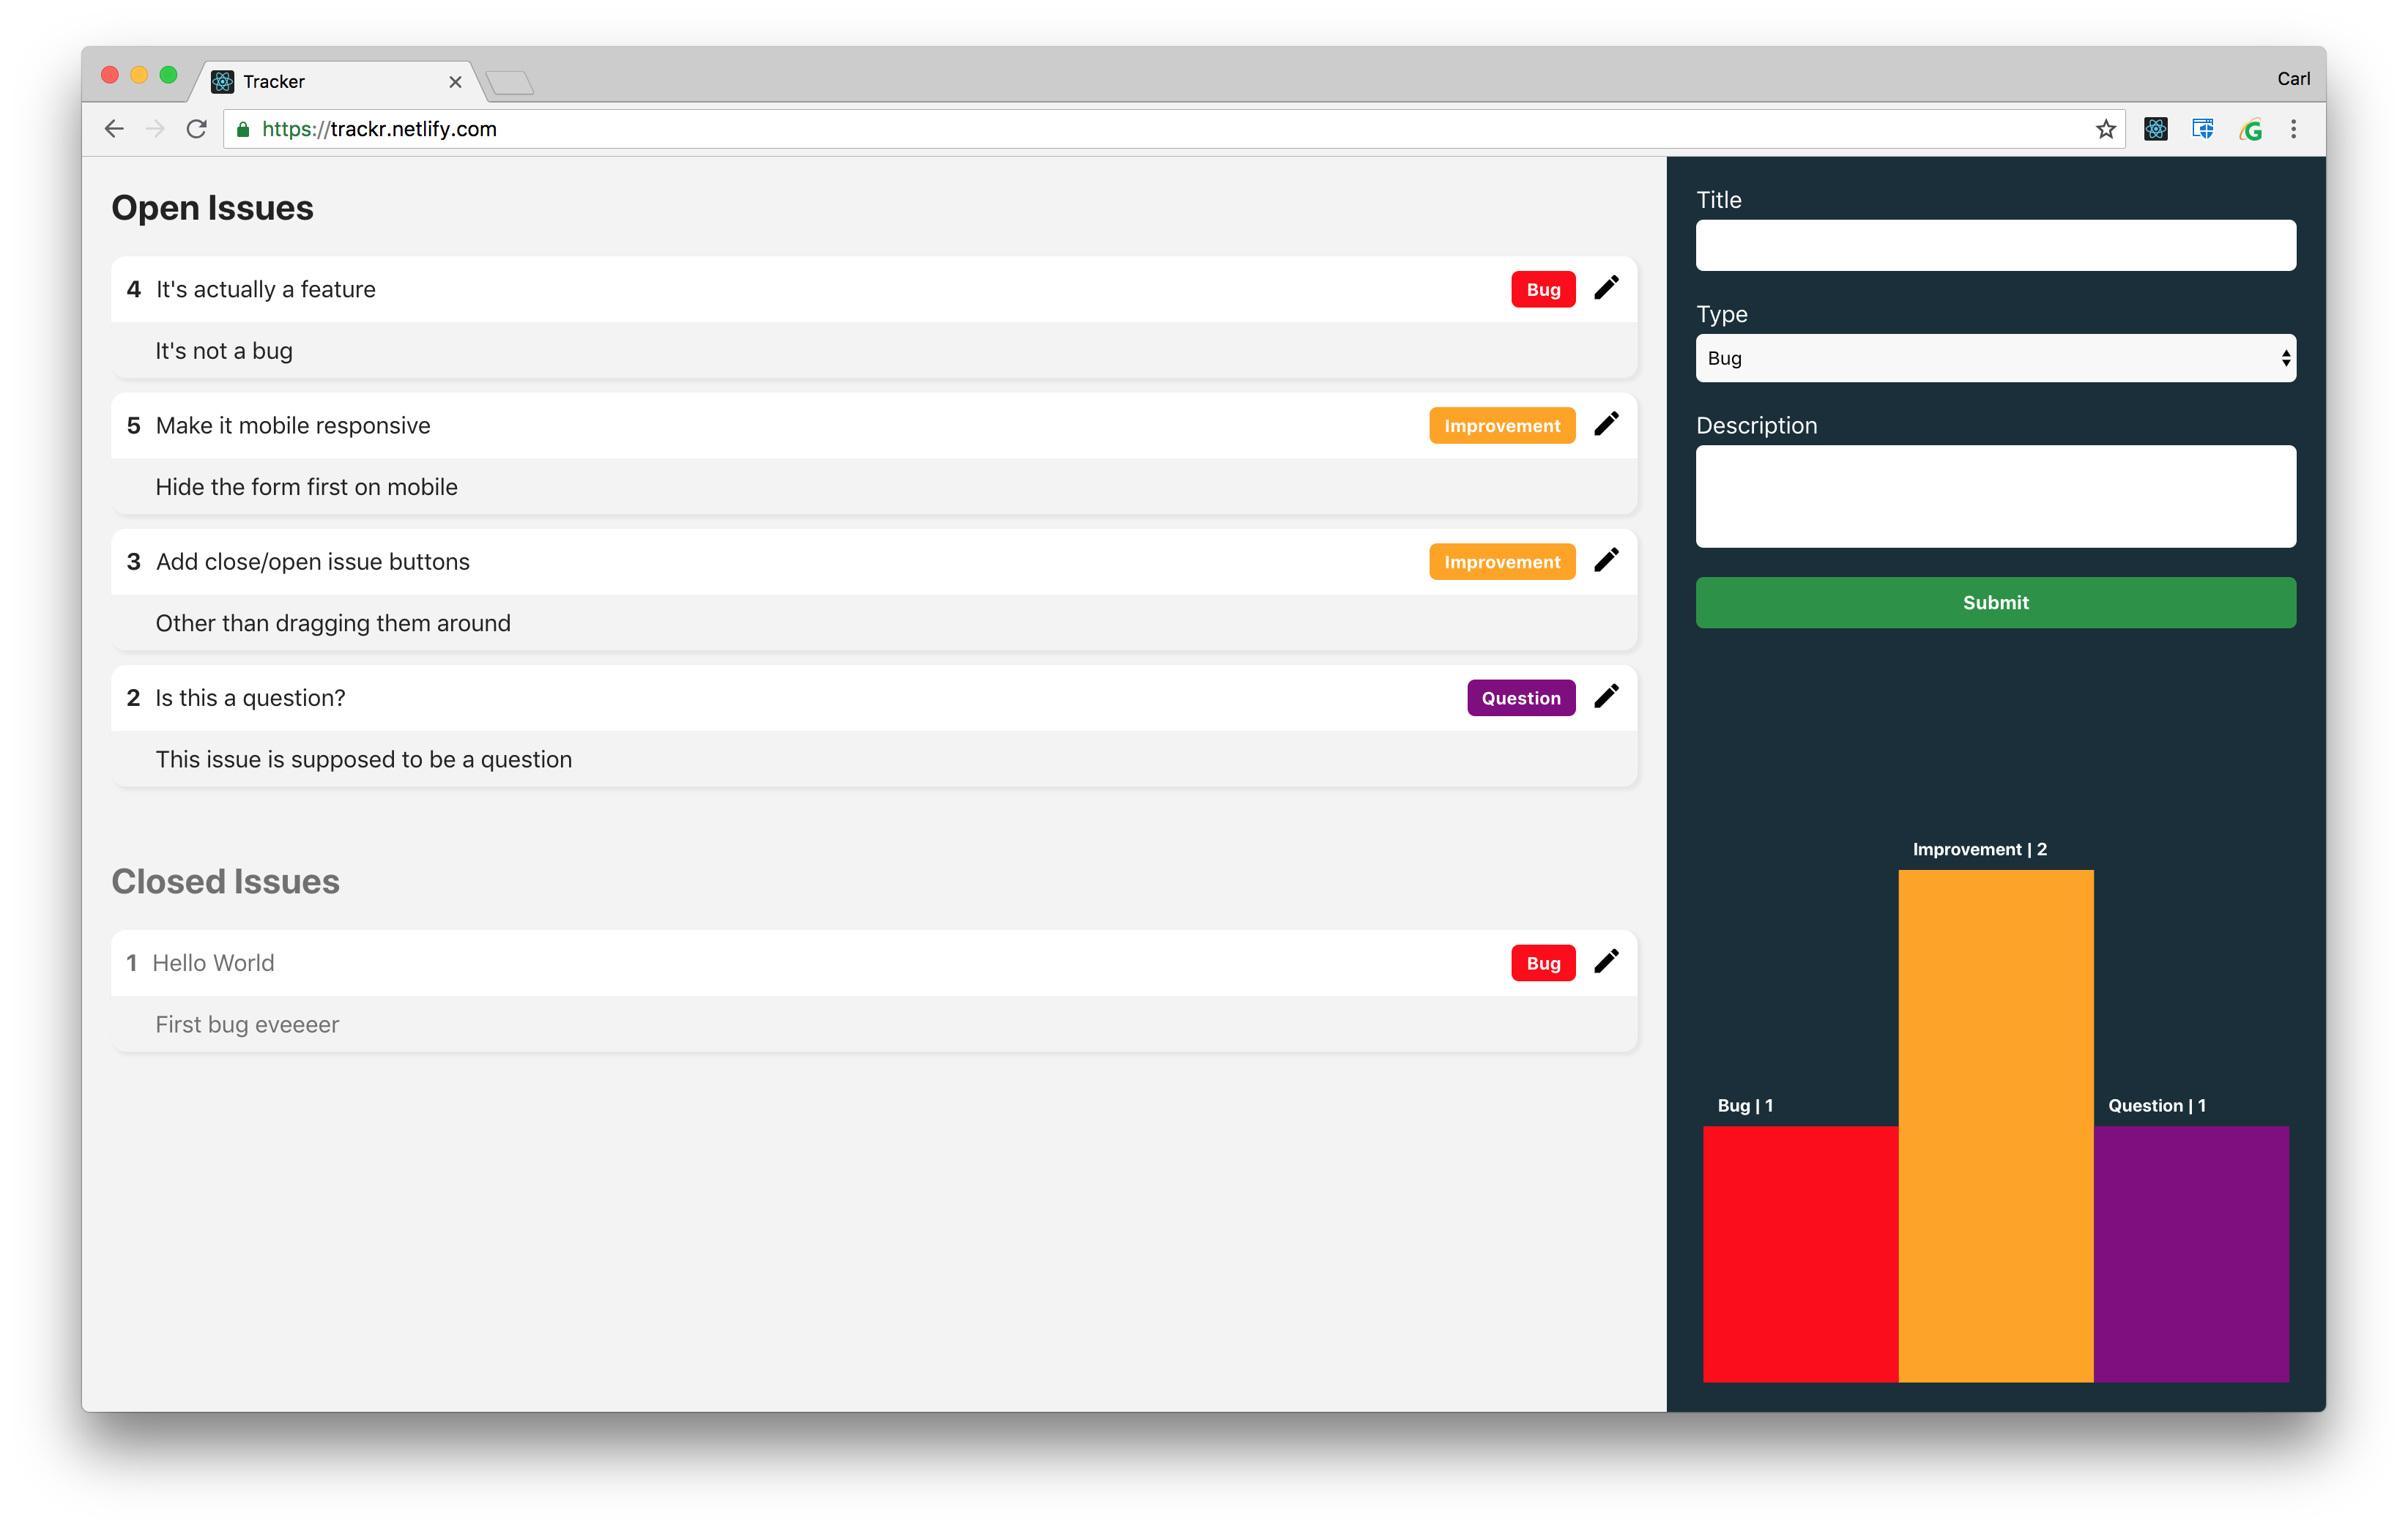 Tracker
Carl
https://trackr.netlify.com
Open Issues
4 It's actually a feature Bug
It's not a bug
5 Make it mobile responsive Improvement
Hide the form first on mobile
3 Add close/open issue buttons Improvement
Other than dragging them around
2 Is this a question? Question
This issue is supposed to be a question
Closed Issues
1 Hello World Bug
First bug eveeeer
Title
Type
Bug
Description
Submit
Improvement | 2
Bug | 1
Question | 1